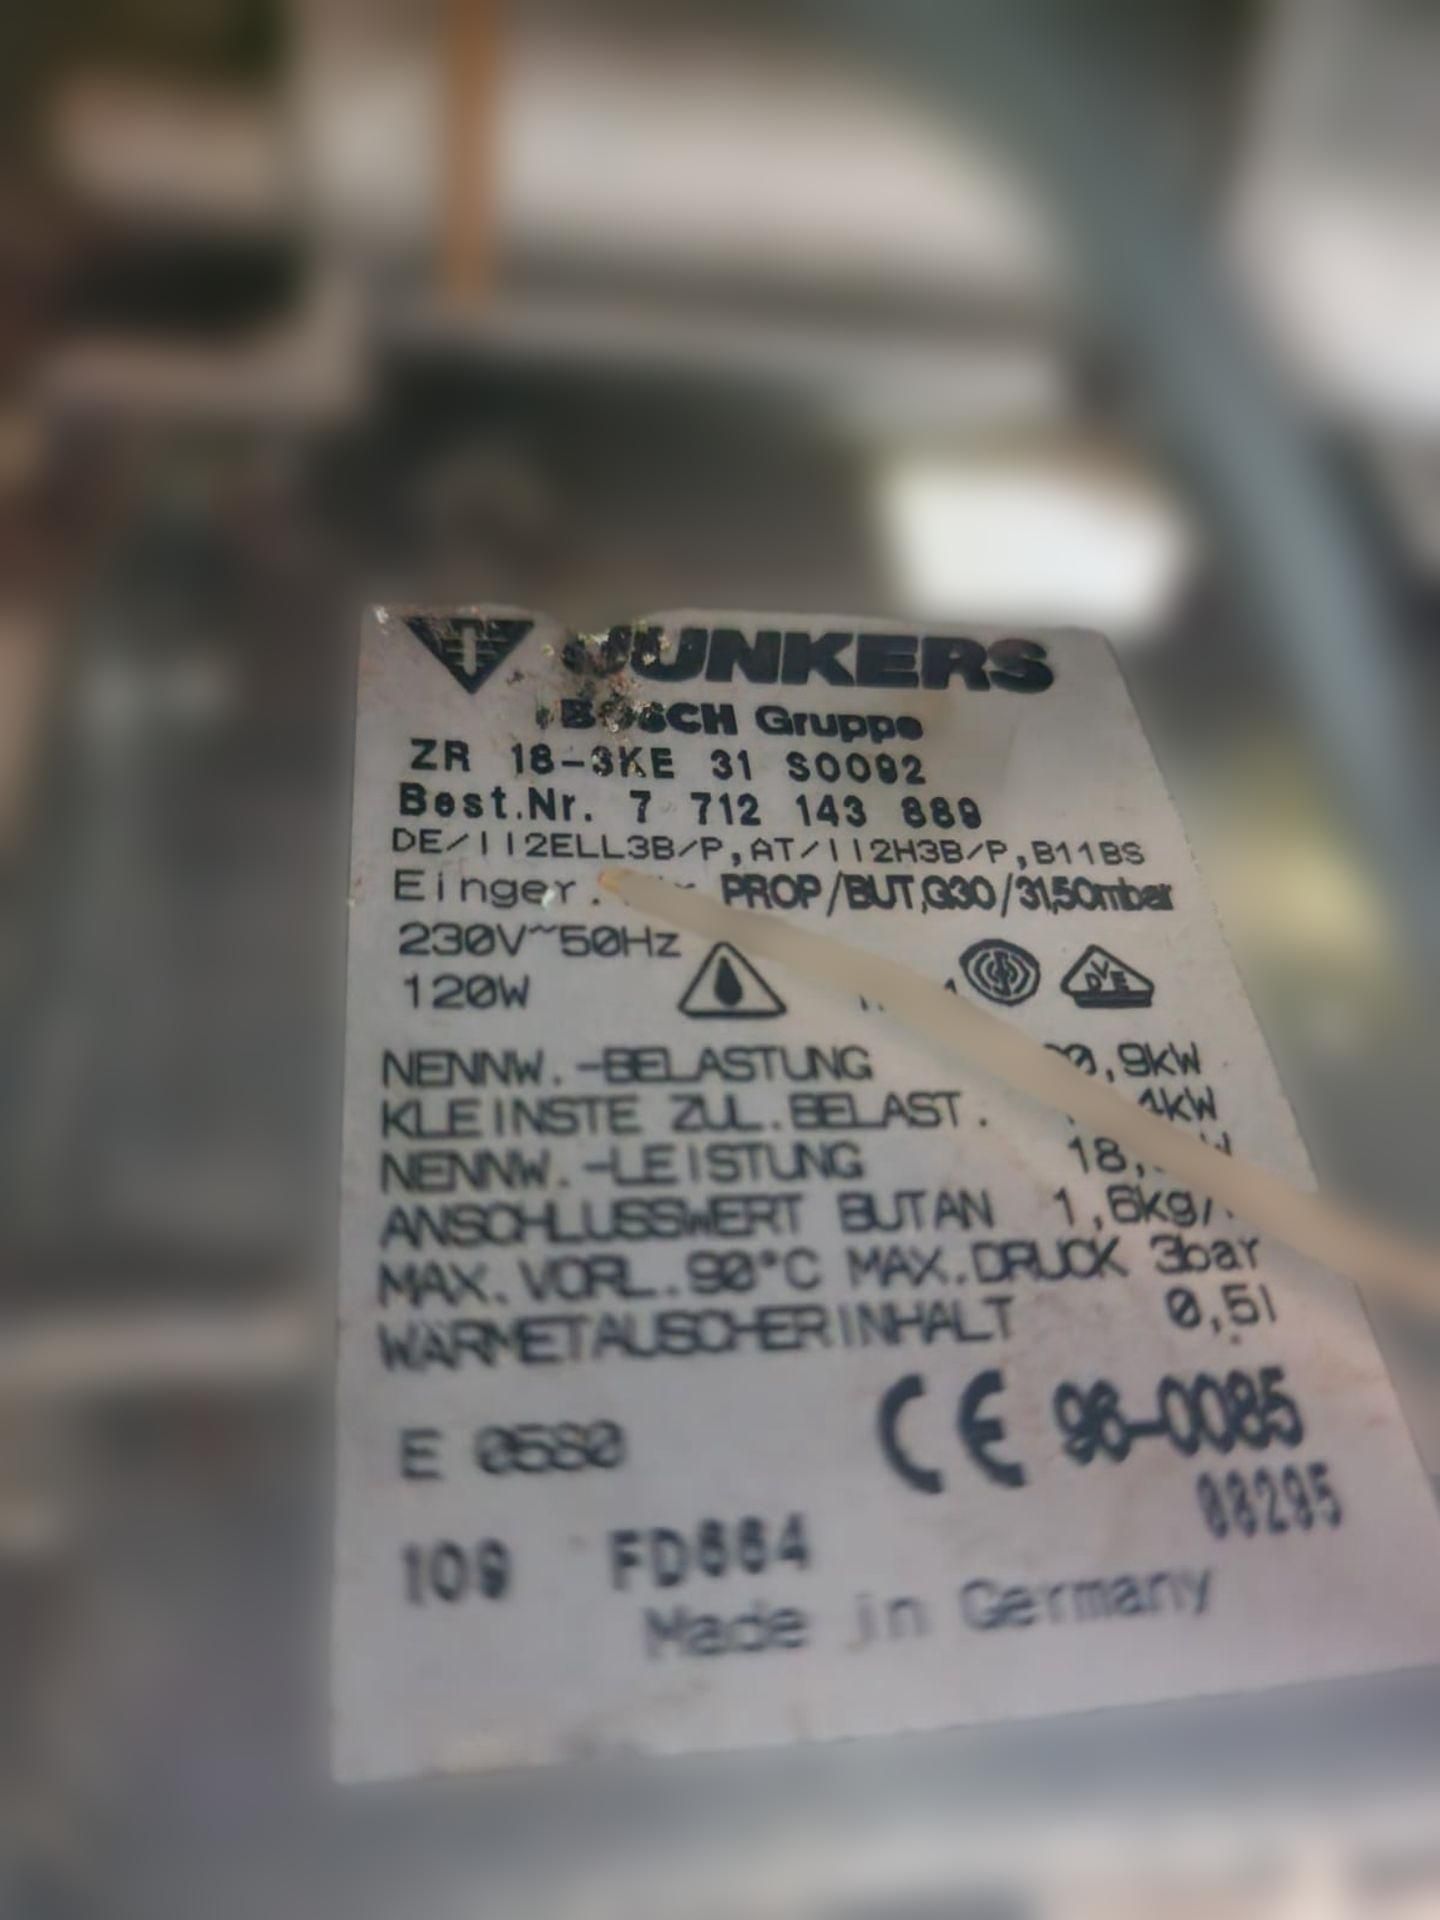 JUNKERS
BOSCH Gruppe
ZR 18-3KE 31 S0092
Best.Nr. 7 712 143 889
DE/II2ELL3B/P,AT/II2H3B/P,B11BS
Einger. PROP/BUT,G30/31,50mbar
230V~50Hz
120W
DVE
NENNW.-BELASTUNG
KLEINSTE ZUL.BELAST.
NENNW.-LEISTUNG
ANSCHLUSSWERT BUTAN
MAX.VORL.90°C MAX.DRUCK 3bar
WÄRMETAUSCHERINHALT 0,5l
E 0580
CE 96-0085
08295
109 FD664
Made in Germany